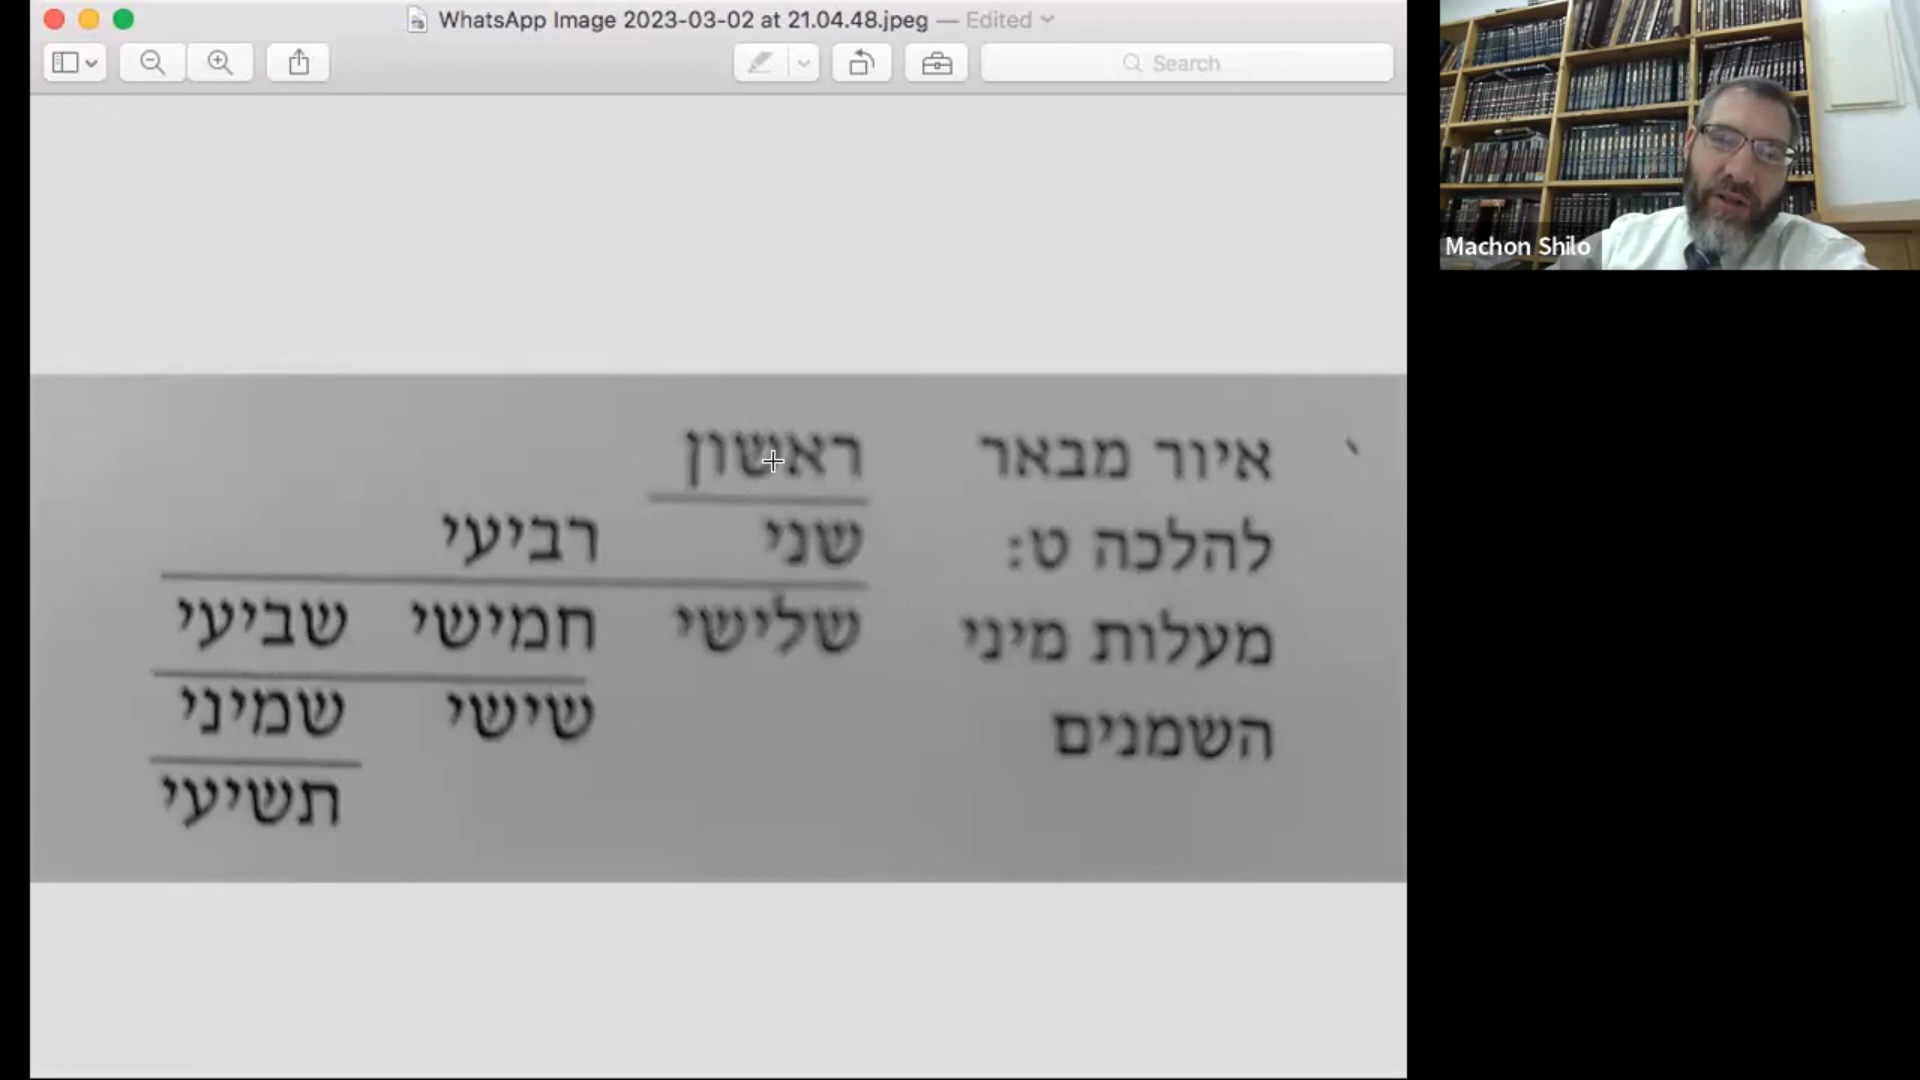 WhatsApp Image 2023-03-02 at 21.04.48.jpeg — Edited
Search
Machon Shilo
איור מבאר
להלכה ט:
מעלות מיני
השמנים
ראשון
שני רביעי
שלישי חמישי שביעי
שישי שמיני
תשיעי